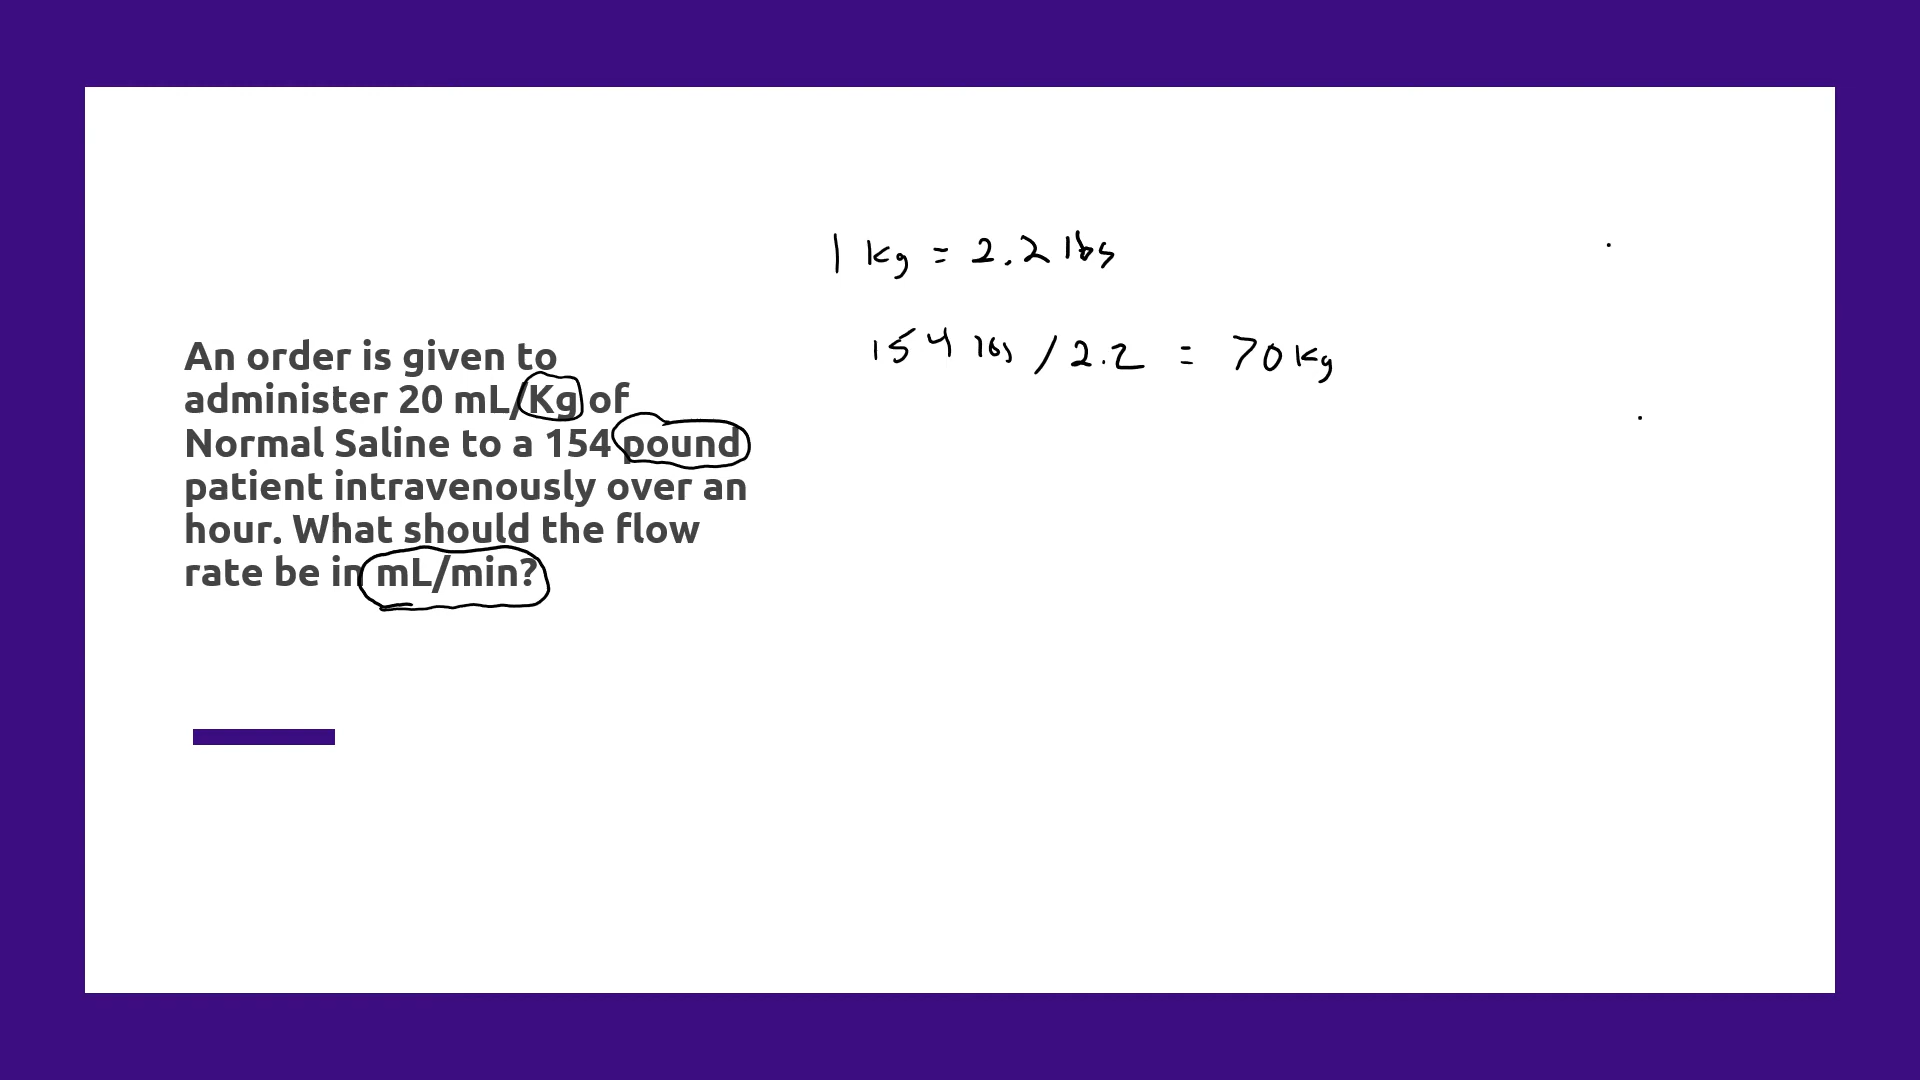 An order is given to
administer 20 mL/Kg of
Normal Saline to a 154 pound
patient intravenously over an
hour. What should the flow
rate be in mL/min?
1 kg = 2.2 lbs
154 lbs / 2.2 = 70 kg